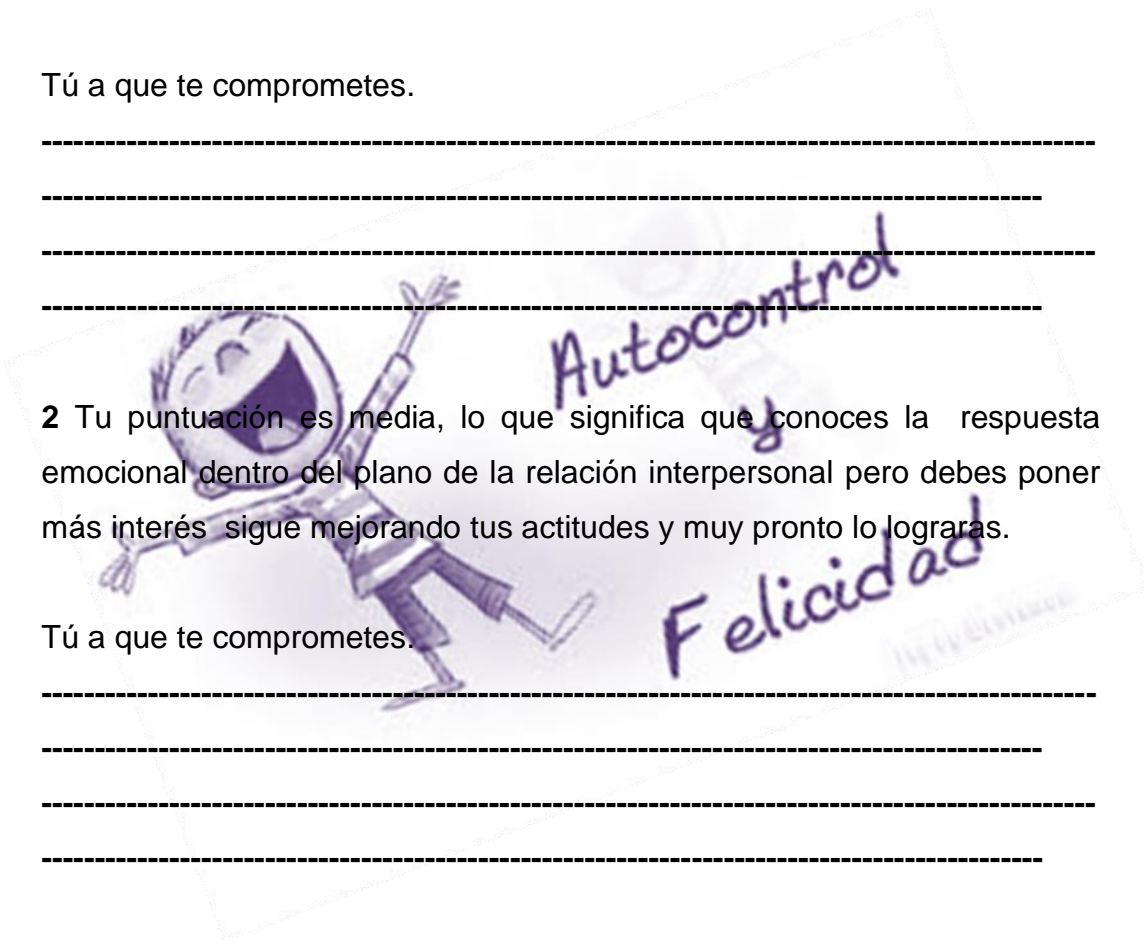 Tú a que te comprometes.
---------------------------------------------------------------------------------------------------
----------------------------------------------------------------------------------------------
---------------------------------------------------------------------------------------------------
----------------------------------------------------------------------------------------------
Autocontrol
y
2 Tu puntuación es media, lo que significa que conoces la respuesta
emocional dentro del plano de la relación interpersonal pero debes poner
más interés sigue mejorando tus actitudes y muy pronto lo lograrás.
Felicidad
Tú a que te comprometes.
---------------------------------------------------------------------------------------------------
----------------------------------------------------------------------------------------------
---------------------------------------------------------------------------------------------------
----------------------------------------------------------------------------------------------